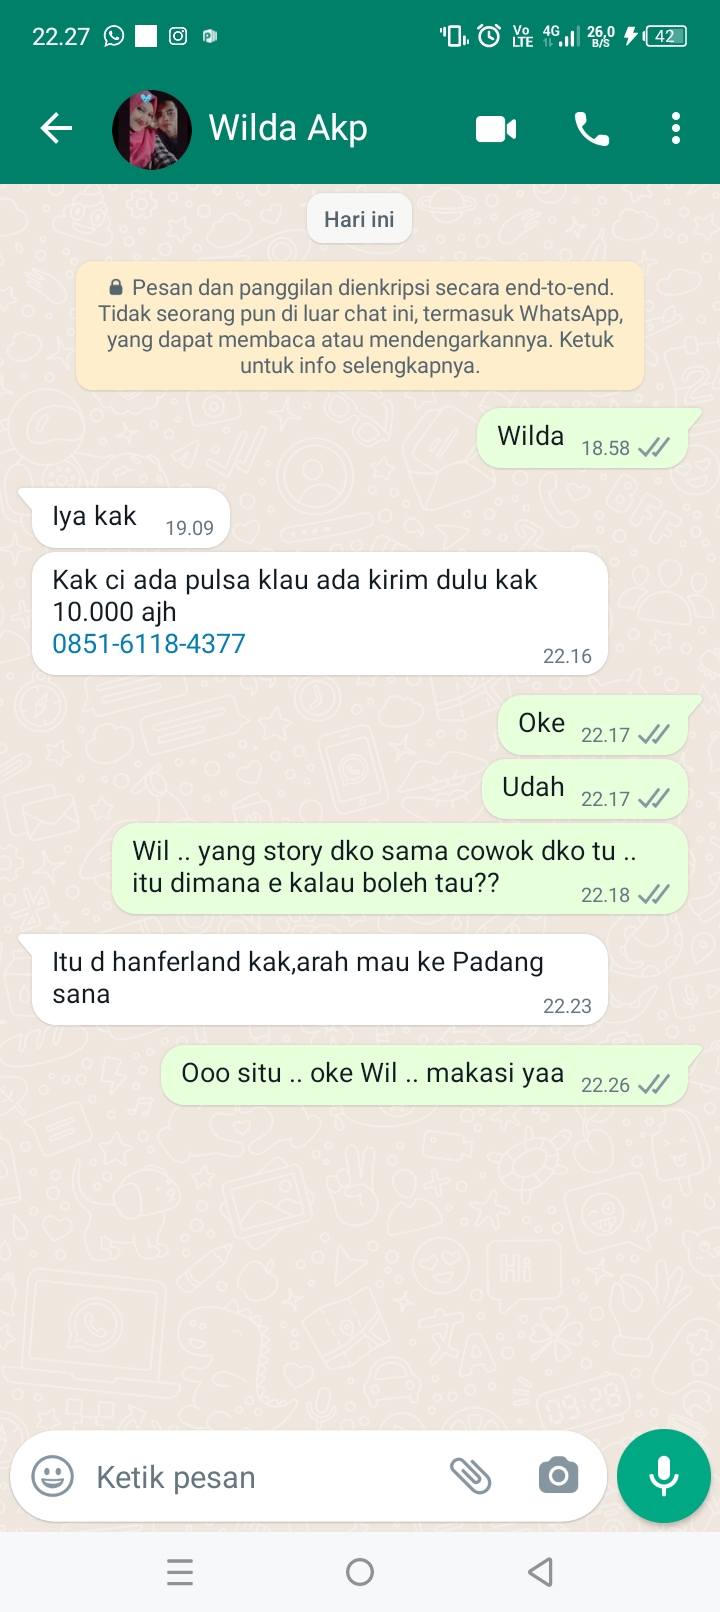 22.27
Vo LTE 4G 26,0 B/S 42
Wilda Akp
Hari ini
Pesan dan panggilan dienkripsi secara end-to-end.
Tidak seorang pun di luar chat ini, termasuk WhatsApp,
yang dapat membaca atau mendengarkannya. Ketuk
untuk info selengkapnya.
Wilda 18.58
Iya kak 19.09
Kak ci ada pulsa klau ada kirim dulu kak
10.000 ajh
0851-6118-4377
22.16
Oke 22.17
Udah 22.17
Wil .. yang story dko sama cowok dko tu ..
itu dimana e kalau boleh tau?? 22.18
Itu d hanferland kak,arah mau ke Padang
sana 22.23
Ooo situ .. oke Wil .. makasi yaa 22.26
Ketik pesan